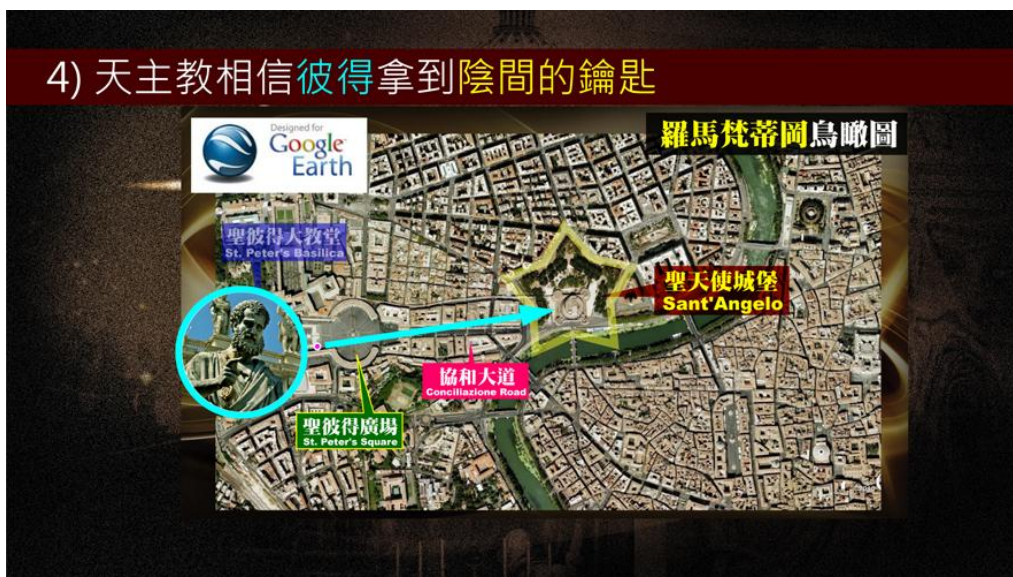 4) 天主教相信彼得拿到陰間的鑰匙
Designed for
Google
Earth
羅馬梵蒂岡鳥瞰圖
聖彼得大教堂
St. Peter's Basilica
聖天使城堡
Sant'Angelo
協和大道
Conciliazione Road
聖彼得廣場
St. Peter's Square